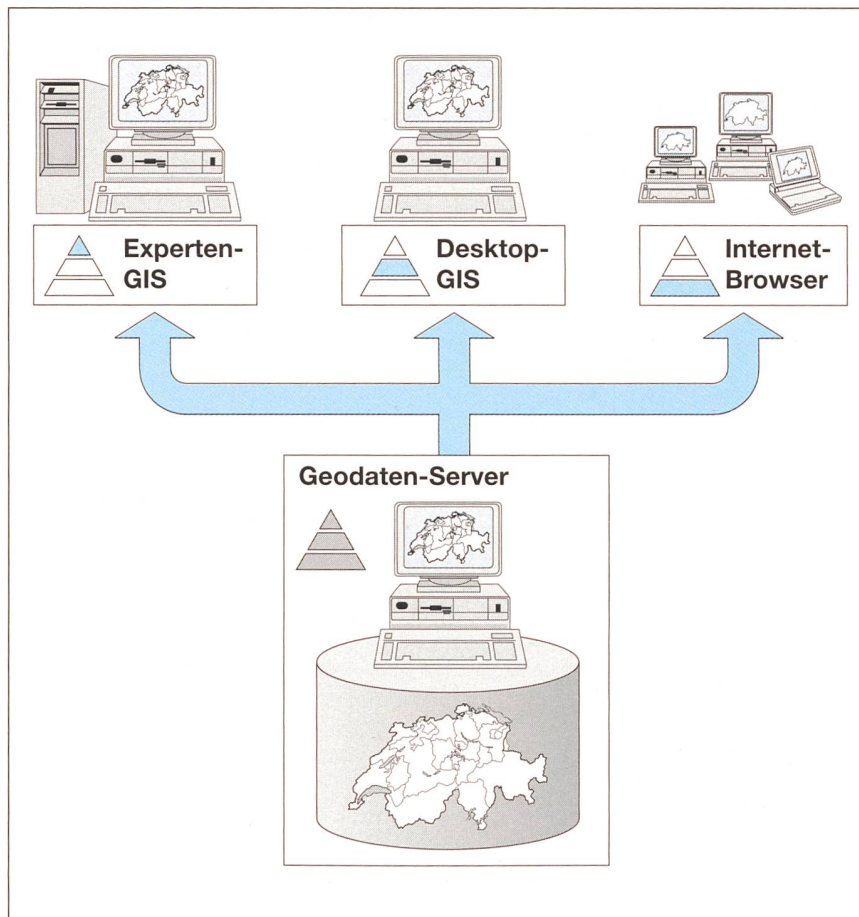 Experten-
GIS
Desktop-
GIS
Internet-
Browser
Geodaten-Server